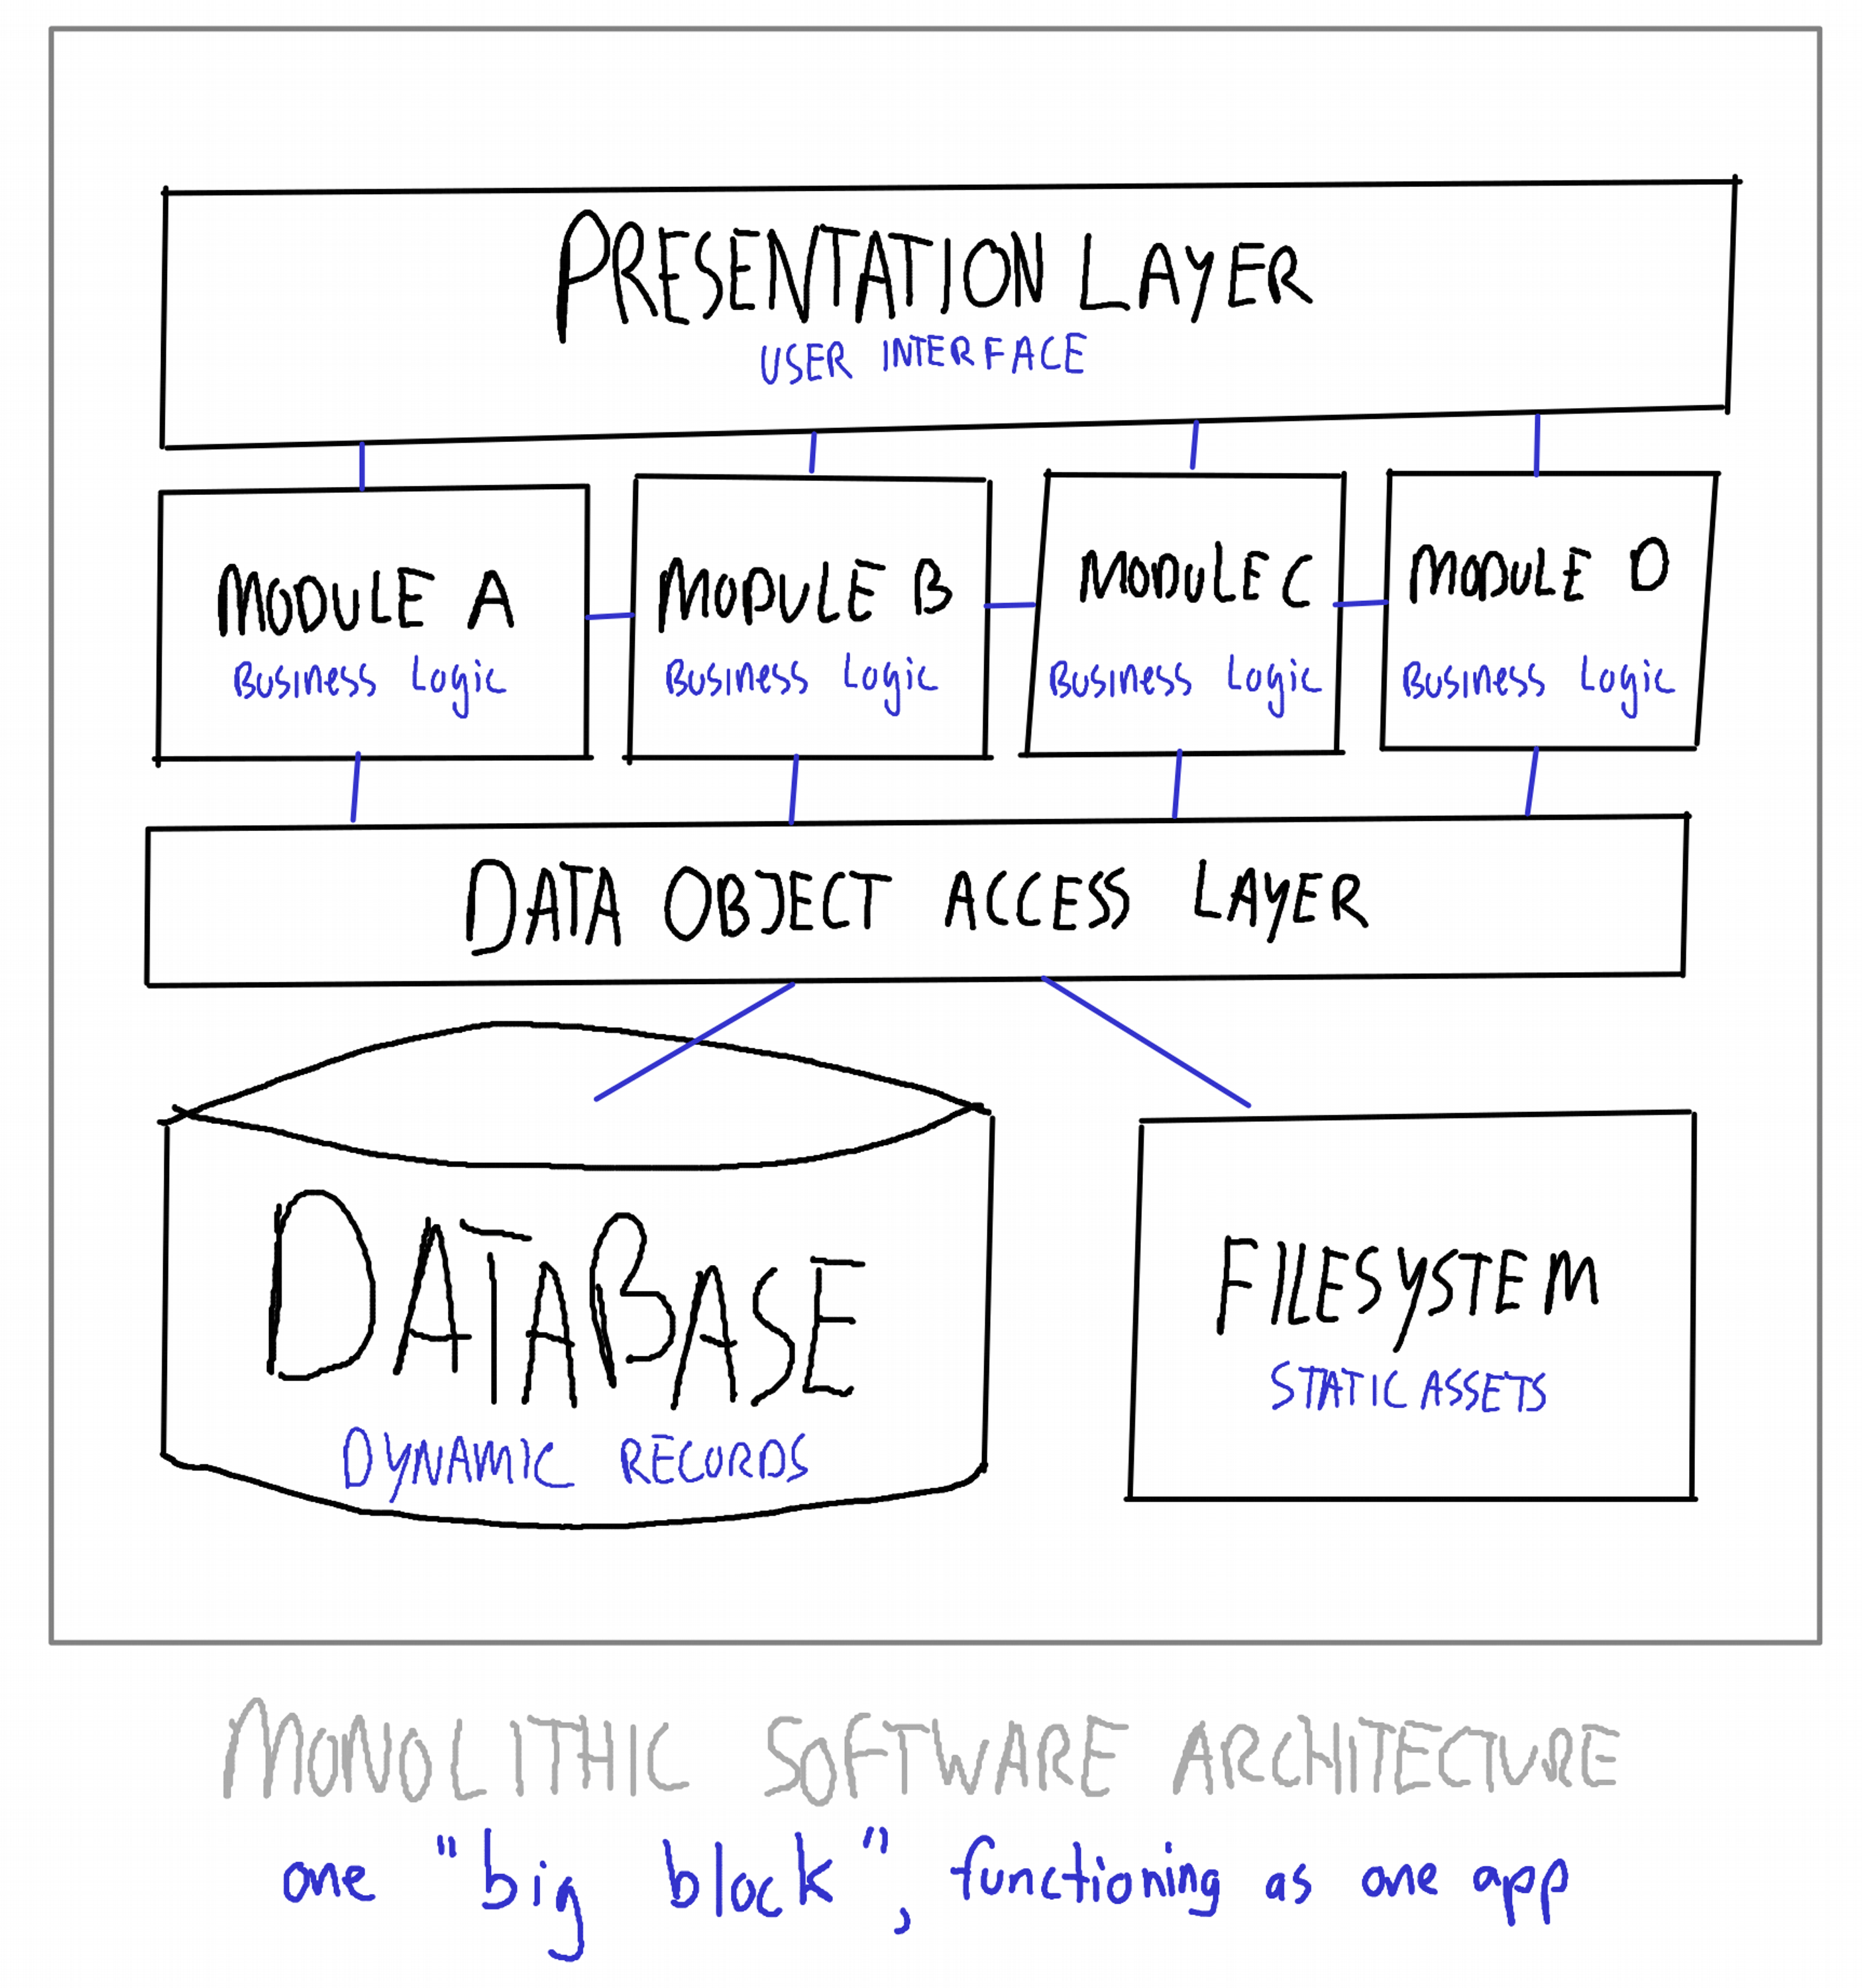 PRESENTATION LAYER
USER INTERFACE
MODULE A
Business Logic
MODULE B
Business Logic
MODULE C
Business Logic
MODULE D
Business Logic
DATA OBJECT ACCESS LAYER
DATABASE
DYNAMIC RECORDS
FILESYSTEM
STATIC ASSETS
MONOLITHIC SOFTWARE ARCHITECTURE
one "big block", functioning as one app